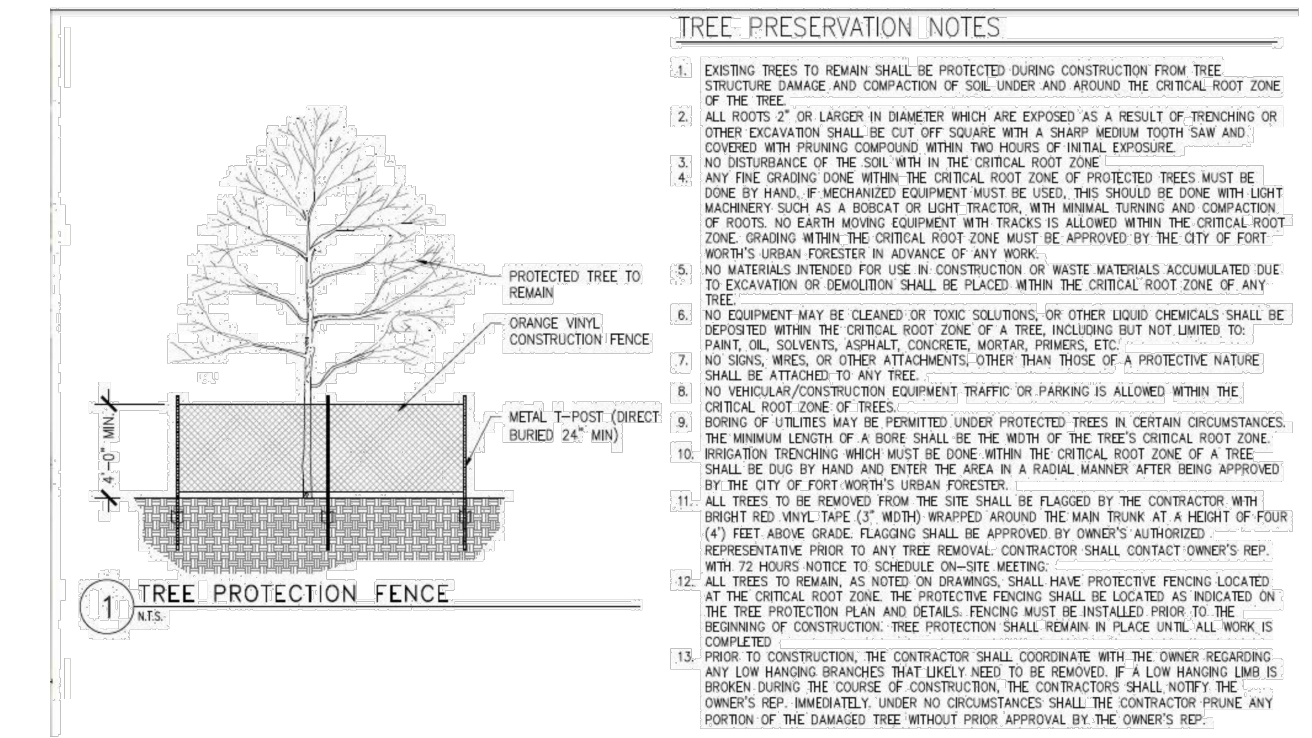 TREE PRESERVATION NOTES
1. EXISTING TREES TO REMAIN SHALL BE PROTECTED DURING CONSTRUCTION FROM TREE
STRUCTURE DAMAGE AND COMPACTION OF SOIL UNDER AND AROUND THE CRITICAL ROOT ZONE
OF THE TREE.
2. ALL ROOTS 2" OR LARGER IN DIAMETER WHICH ARE EXPOSED AS A RESULT OF TRENCHING OR
OTHER EXCAVATION SHALL BE CUT OFF SQUARE WITH A SHARP MEDIUM TOOTH SAW AND
COVERED WITH PRUNING COMPOUND WITHIN TWO HOURS OF INITIAL EXPOSURE.
3. NO DISTURBANCE OF THE SOIL WITH IN THE CRITICAL ROOT ZONE
4. ANY FINE GRADING DONE WITHIN THE CRITICAL ROOT ZONE OF PROTECTED TREES MUST BE
DONE BY HAND. IF MECHANIZED EQUIPMENT MUST BE USED, THIS SHOULD BE DONE WITH LIGHT
MACHINERY SUCH AS A BOBCAT OR LIGHT TRACTOR, WITH MINIMAL TURNING AND COMPACTION
OF ROOTS. NO EARTH MOVING EQUIPMENT WITH TRACKS IS ALLOWED WITHIN THE CRITICAL ROOT
ZONE. GRADING WITHIN THE CRITICAL ROOT ZONE MUST BE APPROVED BY THE CITY OF FORT
WORTH'S URBAN FORESTER IN ADVANCE OF ANY WORK.
5. NO MATERIALS INTENDED FOR USE IN CONSTRUCTION OR WASTE MATERIALS ACCUMULATED DUE
TO EXCAVATION OR DEMOLITION SHALL BE PLACED WITHIN THE CRITICAL ROOT ZONE OF ANY
TREE.
6. NO EQUIPMENT MAY BE CLEANED OR TOXIC SOLUTIONS, OR OTHER LIQUID CHEMICALS SHALL BE
DEPOSITED WITHIN THE CRITICAL ROOT ZONE OF A TREE, INCLUDING BUT NOT LIMITED TO:
PAINT, OIL, SOLVENTS, ASPHALT, CONCRETE, MORTAR, PRIMERS, ETC.
7. NO SIGNS, WIRES, OR OTHER ATTACHMENTS, OTHER THAN THOSE OF A PROTECTIVE NATURE
SHALL BE ATTACHED TO ANY TREE.
8. NO VEHICULAR/CONSTRUCTION EQUIPMENT TRAFFIC OR PARKING IS ALLOWED WITHIN THE
CRITICAL ROOT ZONE OF TREES.
9. BORING OF UTILITIES MAY BE PERMITTED UNDER PROTECTED TREES IN CERTAIN CIRCUMSTANCES.
THE MINIMUM LENGTH OF A BORE SHALL BE THE WIDTH OF THE TREE'S CRITICAL ROOT ZONE.
10. IRRIGATION TRENCHING WHICH MUST BE DONE WITHIN THE CRITICAL ROOT ZONE OF A TREE
SHALL BE DUG BY HAND AND ENTER THE AREA IN A RADIAL MANNER AFTER BEING APPROVED
BY THE CITY OF FORT WORTH'S URBAN FORESTER.
11. ALL TREES TO BE REMOVED FROM THE SITE SHALL BE FLAGGED BY THE CONTRACTOR WITH
BRIGHT RED VINYL TAPE (3" WIDTH) WRAPPED AROUND THE MAIN TRUNK AT A HEIGHT OF FOUR
(4') FEET ABOVE GRADE. FLAGGING SHALL BE APPROVED BY OWNER'S AUTHORIZED
REPRESENTATIVE PRIOR TO ANY TREE REMOVAL. CONTRACTOR SHALL CONTACT OWNER'S REP.
WITH 72 HOURS NOTICE TO SCHEDULE ON-SITE MEETING.
12. ALL TREES TO REMAIN, AS NOTED ON DRAWINGS, SHALL HAVE PROTECTIVE FENCING LOCATED
AT THE CRITICAL ROOT ZONE. THE PROTECTIVE FENCING SHALL BE LOCATED AS INDICATED ON
THE TREE PROTECTION PLAN AND DETAILS. FENCING MUST BE INSTALLED PRIOR TO THE
BEGINNING OF CONSTRUCTION. TREE PROTECTION SHALL REMAIN IN PLACE UNTIL ALL WORK IS
COMPLETED
13. PRIOR TO CONSTRUCTION, THE CONTRACTOR SHALL COORDINATE WITH THE OWNER REGARDING
ANY LOW HANGING BRANCHES THAT LIKELY NEED TO BE REMOVED. IF A LOW HANGING LIMB IS
BROKEN DURING THE COURSE OF CONSTRUCTION, THE CONTRACTORS SHALL NOTIFY THE
OWNER'S REP. IMMEDIATELY. UNDER NO CIRCUMSTANCES SHALL THE CONTRACTOR PRUNE ANY
PORTION OF THE DAMAGED TREE WITHOUT PRIOR APPROVAL BY THE OWNER'S REP.
PROTECTED TREE TO
REMAIN
ORANGE VINYL
CONSTRUCTION FENCE
METAL T-POST (DIRECT
BURIED 24" MIN)
4'-0" MIN.
1 TREE PROTECTION FENCE
N.T.S.